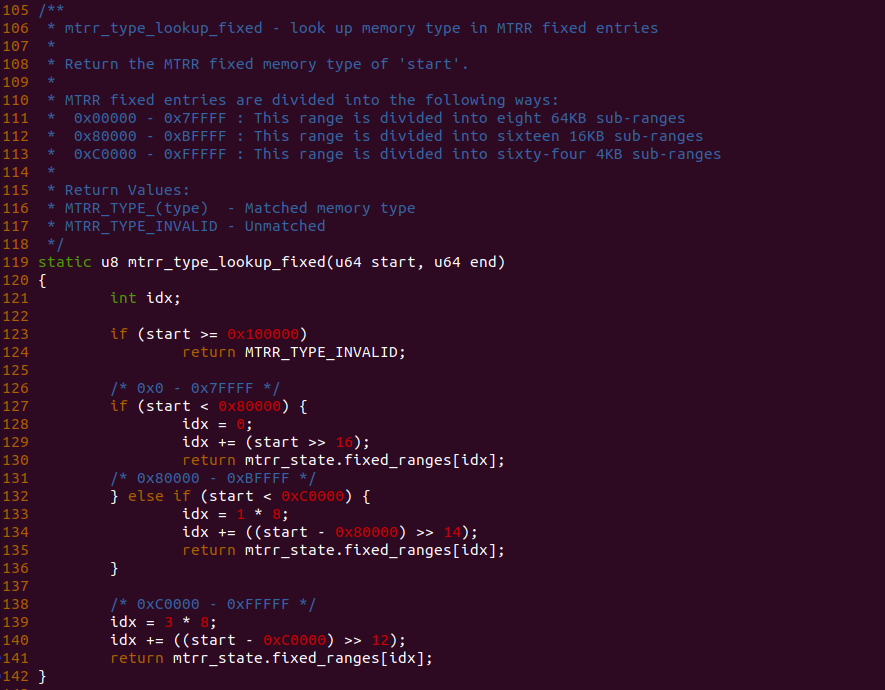 105 /**
106  * mtrr_type_lookup_fixed - look up memory type in MTRR fixed entries
107  *
108  * Return the MTRR fixed memory type of 'start'.
109  *
110  * MTRR fixed entries are divided into the following ways:
111  *  0x00000 - 0x7FFFF : This range is divided into eight 64KB sub-ranges
112  *  0x80000 - 0xBFFFF : This range is divided into sixteen 16KB sub-ranges
113  *  0xC0000 - 0xFFFFF : This range is divided into sixty-four 4KB sub-ranges
114  *
115  * Return Values:
116  * MTRR_TYPE_(type)  - Matched memory type
117  * MTRR_TYPE_INVALID - Unmatched
118  */
119 static u8 mtrr_type_lookup_fixed(u64 start, u64 end)
120 {
121         int idx;
122
123         if (start >= 0x100000)
124                 return MTRR_TYPE_INVALID;
125
126         /* 0x0 - 0x7FFFF */
127         if (start < 0x80000) {
128                 idx = 0;
129                 idx += (start >> 16);
130                 return mtrr_state.fixed_ranges[idx];
131         /* 0x80000 - 0xBFFFF */
132         } else if (start < 0xC0000) {
133                 idx = 1 * 8;
134                 idx += ((start - 0x80000) >> 14);
135                 return mtrr_state.fixed_ranges[idx];
136         }
137
138         /* 0xC0000 - 0xFFFFF */
139         idx = 3 * 8;
140         idx += ((start - 0xC0000) >> 12);
141         return mtrr_state.fixed_ranges[idx];
142 }